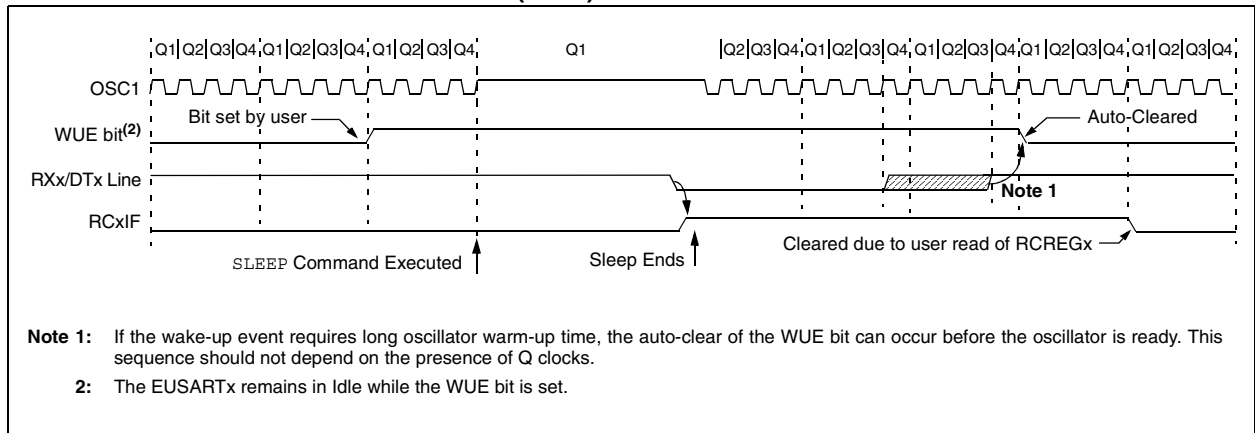 Q1|Q2|Q3|Q4|Q1|Q2|Q3|Q4|Q1|Q2|Q3|Q4 Q1 |Q2|Q3|Q4|Q1|Q2|Q3|Q4|Q1|Q2|Q3|Q4|Q1|Q2|Q3|Q4|Q1|Q2|Q3|Q4
OSC1
Bit set by user
Auto-Cleared
WUE bit(2)
RXx/DTx Line
Note 1
RCxIF
Cleared due to user read of RCREGx
SLEEP Command Executed
Sleep Ends
Note 1: If the wake-up event requires long oscillator warm-up time, the auto-clear of the WUE bit can occur before the oscillator is ready. This
sequence should not depend on the presence of Q clocks.
2: The EUSARTx remains in Idle while the WUE bit is set.